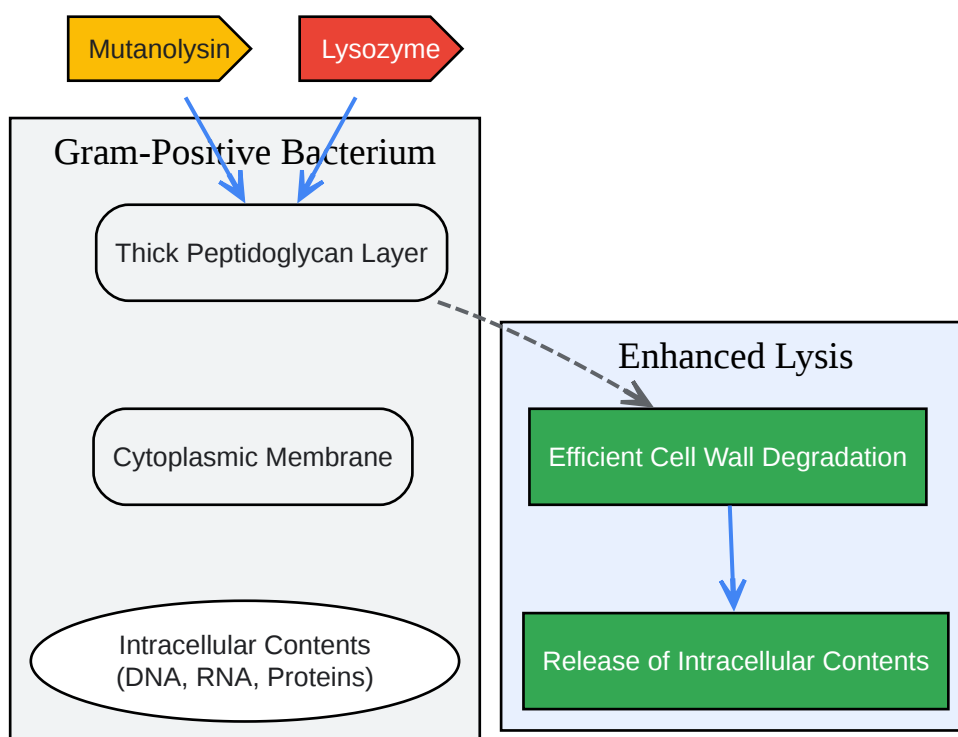 Mutanolysin
Lysozyme
Gram-Positive Bacterium
Thick Peptidoglycan Layer
Enhanced Lysis
Cytoplasmic Membrane
Efficient Cell Wall Degradation
Intracellular Contents
(DNA, RNA, Proteins)
Release of Intracellular Contents